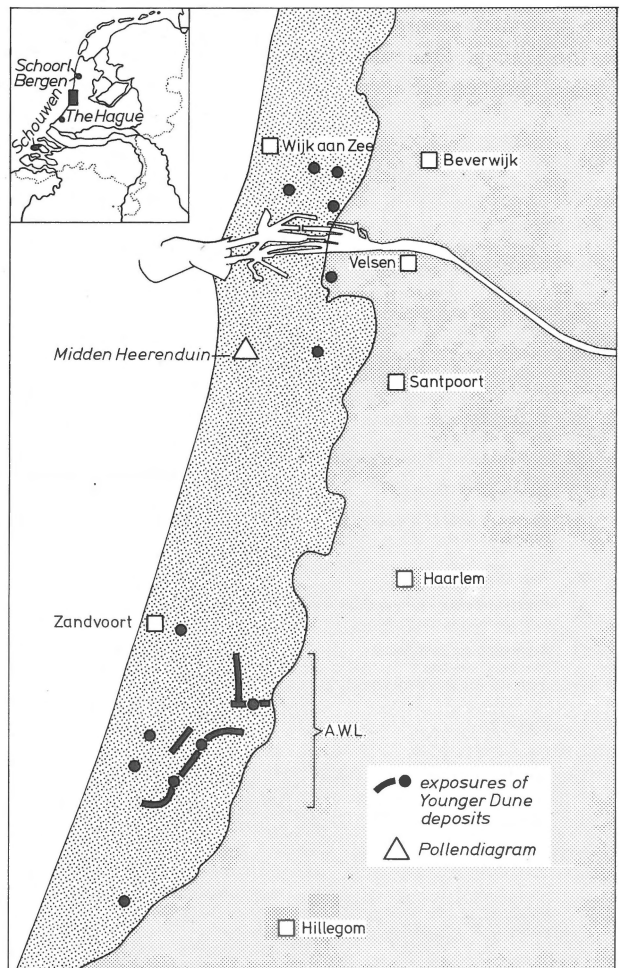 Schoorl
Bergen
Schouwen
The Hague
Wijk aan Zee
Beverwijk
Velsen
Midden Heerenduin
Santpoort
Haarlem
Zandvoort
A.W.L.
exposures of
Younger Dune
deposits
Pollendiagram
Hillegom